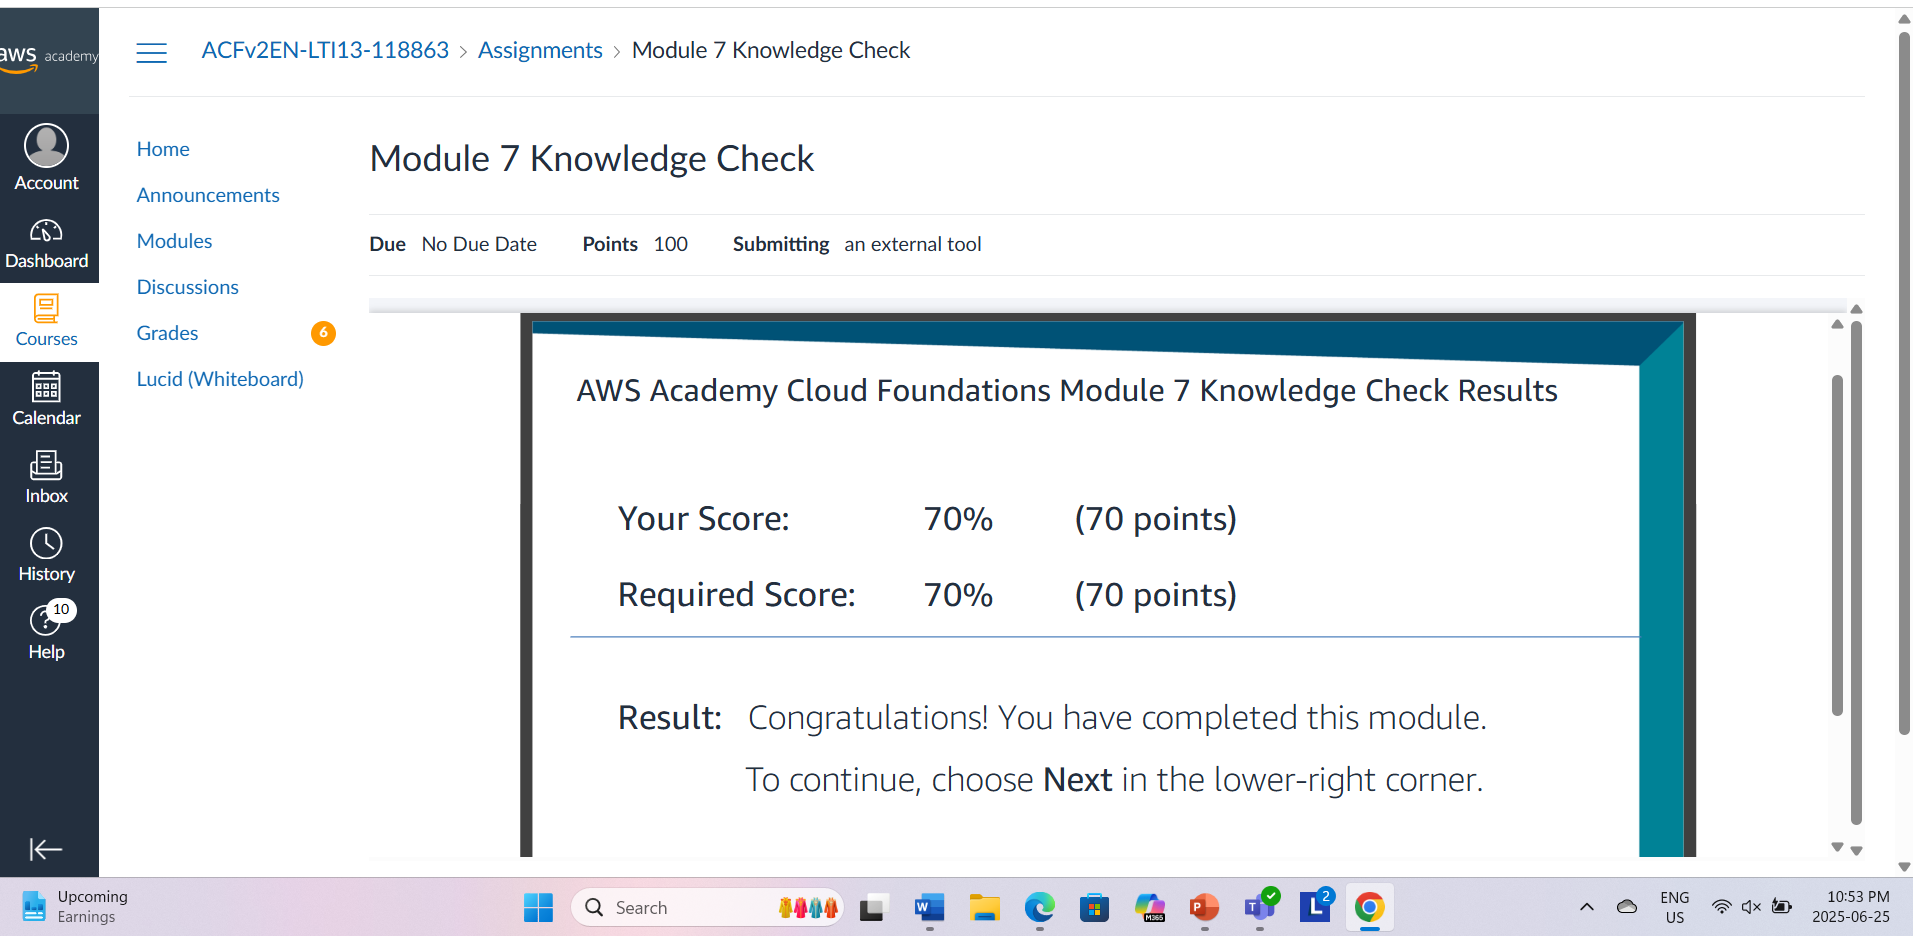 aws academy
ACFv2EN-LTI13-118863 > Assignments > Module 7 Knowledge Check
Account
Dashboard
Courses
Calendar
Inbox
History
10
Help
Home
Announcements
Modules
Discussions
Grades 6
Lucid (Whiteboard)
Module 7 Knowledge Check
Due No Due Date Points 100 Submitting an external tool
AWS Academy Cloud Foundations Module 7 Knowledge Check Results
Your Score: 70% (70 points)
Required Score: 70% (70 points)
Result: Congratulations! You have completed this module.
To continue, choose Next in the lower-right corner.
Upcoming
Earnings
Search
W
M365
P
T
L
2
ENG
US
10:53 PM
2025-06-25